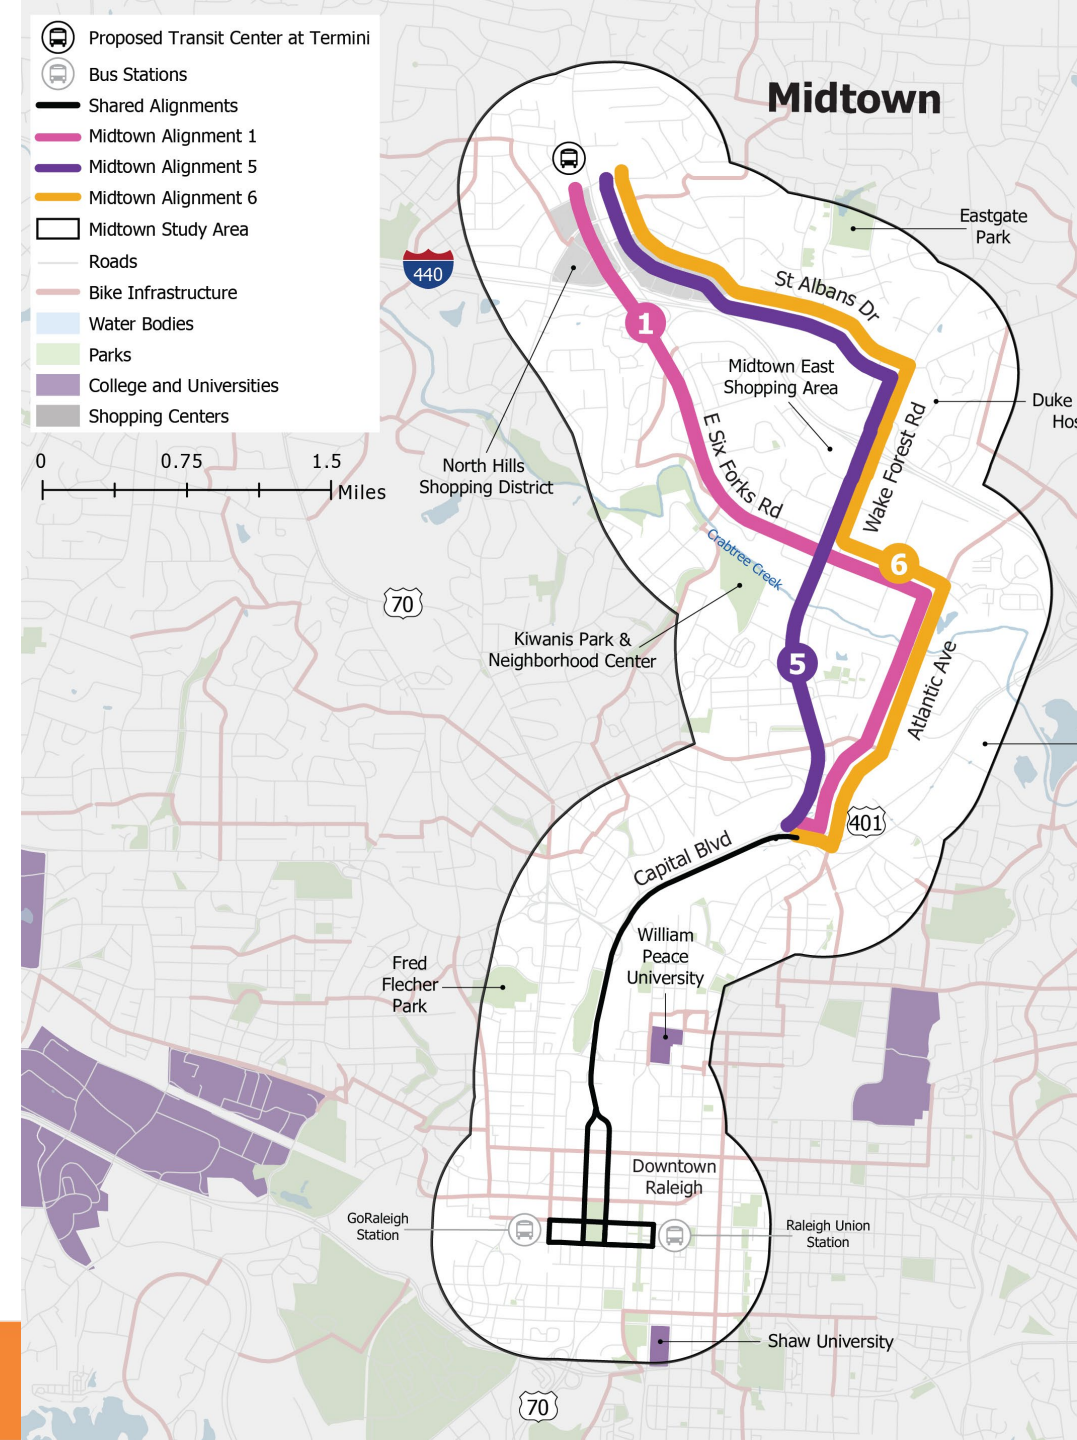 Proposed Transit Center at Termini
Bus Stations
Shared Alignments
Midtown Alignment 1
Midtown Alignment 5
Midtown Alignment 6
Midtown Study Area
Roads
Bike Infrastructure
Water Bodies
Parks
College and Universities
Shopping Centers
0 0.75 1.5
Miles
Midtown
Eastgate
Park
440
St Albans Dr
1
Midtown East
Shopping Area
Duke
Hos
Wake Forest Rd
E Six Forks Rd
North Hills
Shopping District
Crabtree Creek
6
70
Kiwanis Park &
Neighborhood Center
5
Atlantic Ave
401
Capital Blvd
William
Peace
University
Fred
Flecher
Park
Downtown
Raleigh
GoRaleigh
Station
Raleigh Union
Station
Shaw University
70